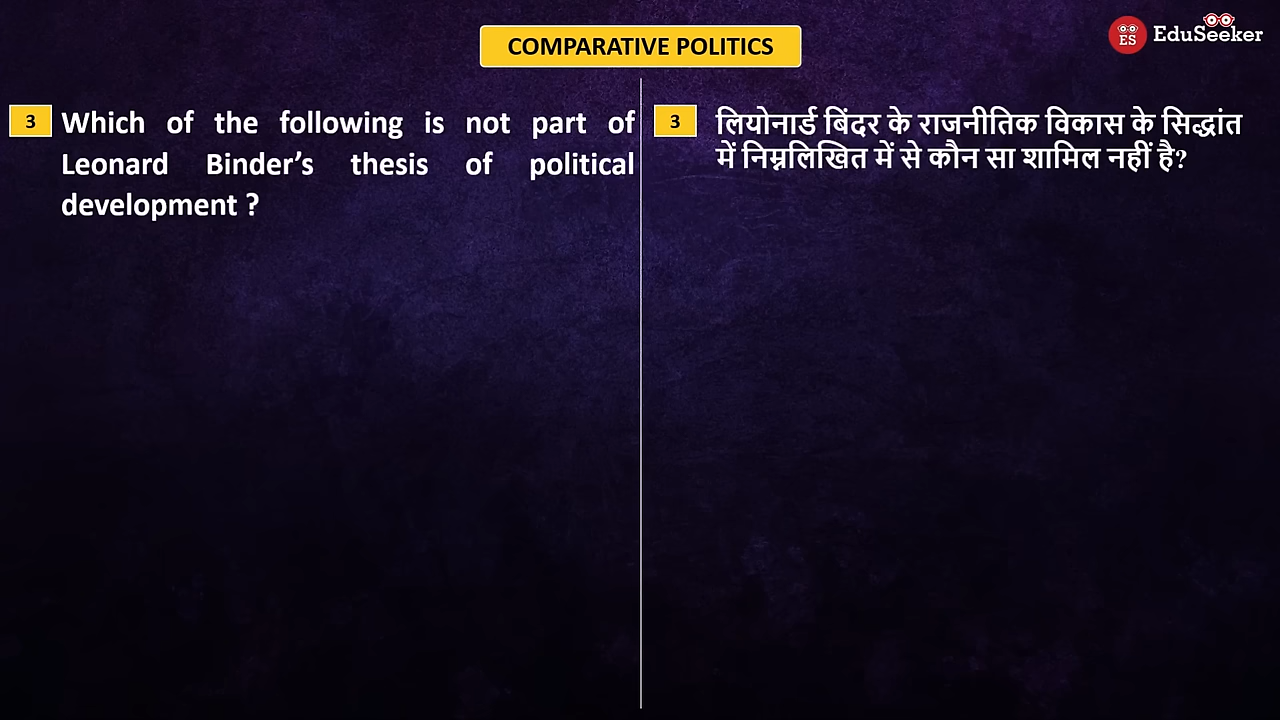 COMPARATIVE POLITICS
ES EduSeeker
3 Which of the following is not part of
Leonard Binder’s thesis of political
development ?
3 लियोनार्ड बिंदर के राजनीतिक विकास के सिद्धांत
में निम्नलिखित में से कौन सा शामिल नहीं है?